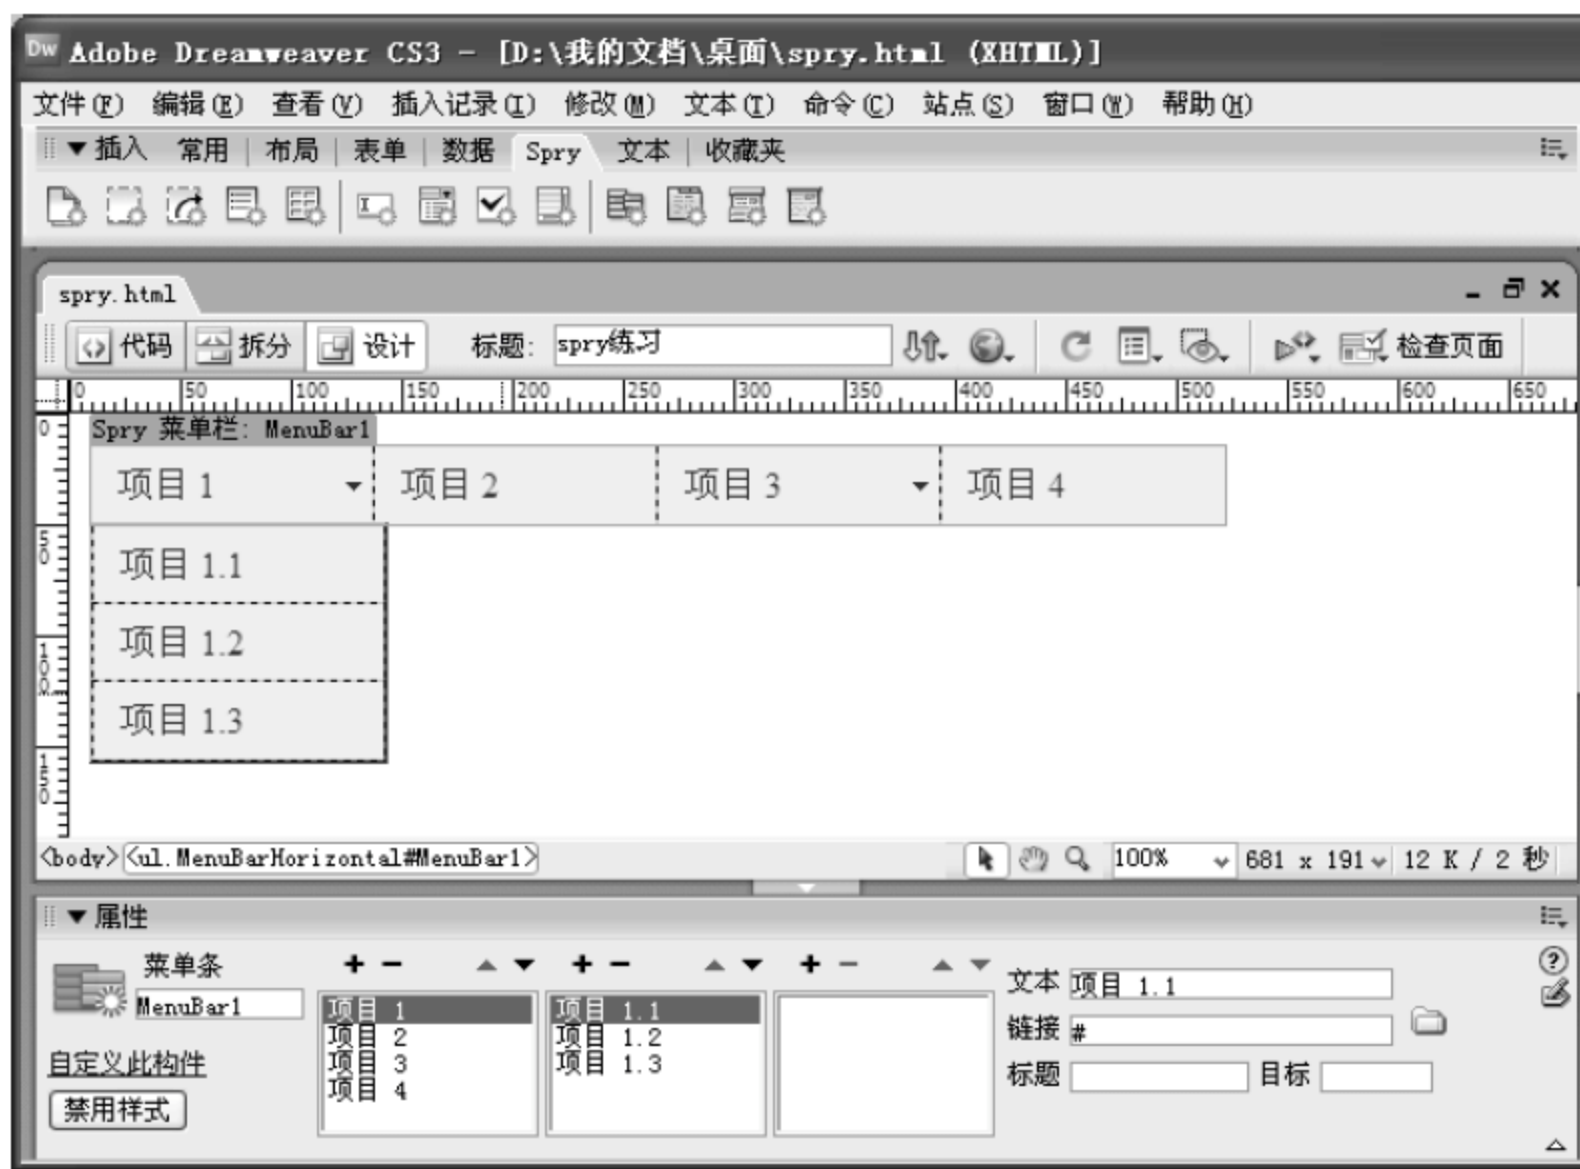 Dw Adobe Dreamweaver CS3 - [D:\我的文档\桌面\spry.html (XHTML)]
文件(F) 编辑(E) 查看(V) 插入记录(I) 修改(M) 文本(T) 命令(C) 站点(S) 窗口(W) 帮助(H)
▼插入 常用 布局 表单 数据 Spry 文本 收藏夹
spry.html
代码 拆分 设计 标题: spry练习 检查页面
0 50 100 150 200 250 300 350 400 450 500 550 600 650
0 50 100 150
Spry 菜单栏: MenuBar1
项目 1 项目 2 项目 3 项目 4
项目 1.1
项目 1.2
项目 1.3
<body><ul.MenuBarHorizontal#MenuBar1> 100% 681 x 191 12 K / 2 秒
▼属性
菜单条
MenuBar1
自定义此构件
禁用样式
项目 1
项目 2
项目 3
项目 4
项目 1.1
项目 1.2
项目 1.3
文本 项目 1.1
链接 #
标题 目标